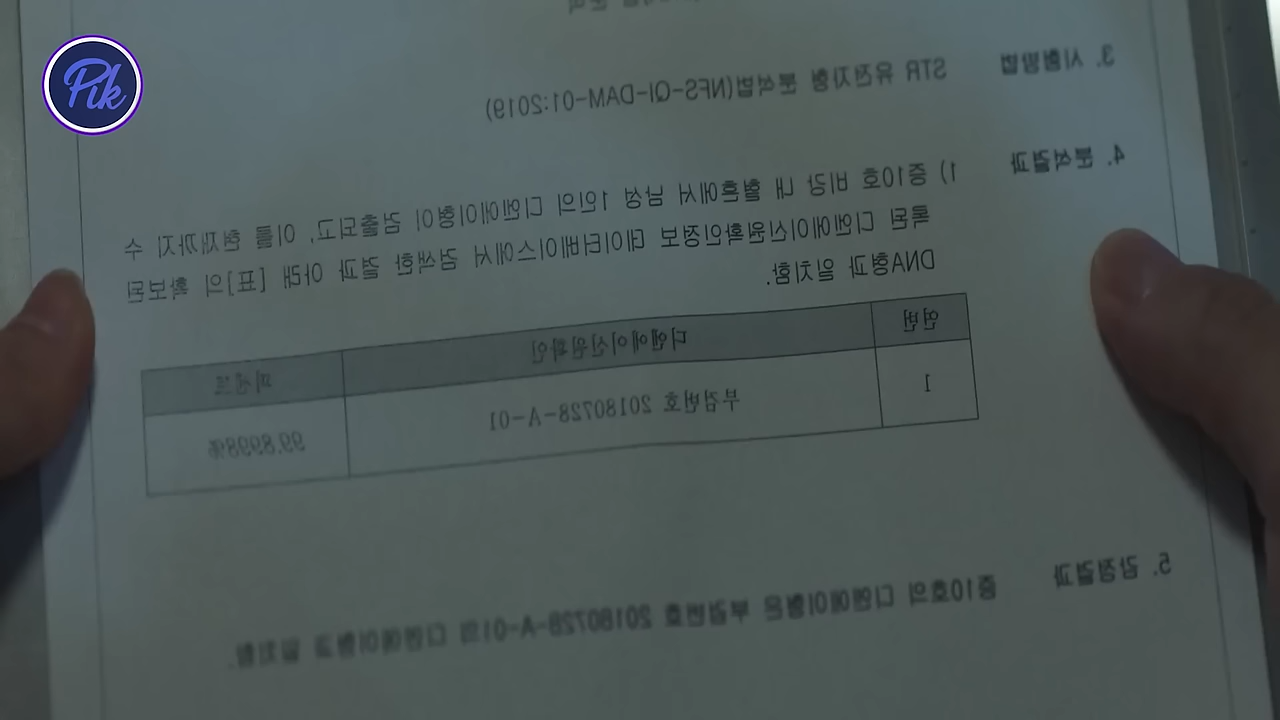 Pik
3. 시험방법 STR 유전자형 분석법(NFS-QI-DAM-01:2019)
4. 분석결과 1) 증10호 비강 내 혈흔에서 남성 1인의 디엔에이형이 검출되고, 이를 현재까지 수
록된 디엔에이신원확인정보 데이터베이스에서 검색한 결과 아래 [표]의 확보된
DNA형과 일치함.
연번 디엔에이신원확인 퍼센트
1 부검번호 20180728-A-01 99.8998%
5. 감정결과 증10호의 디엔에이형은 부검번호 20180728-A-01의 디엔에이형과 일치함.